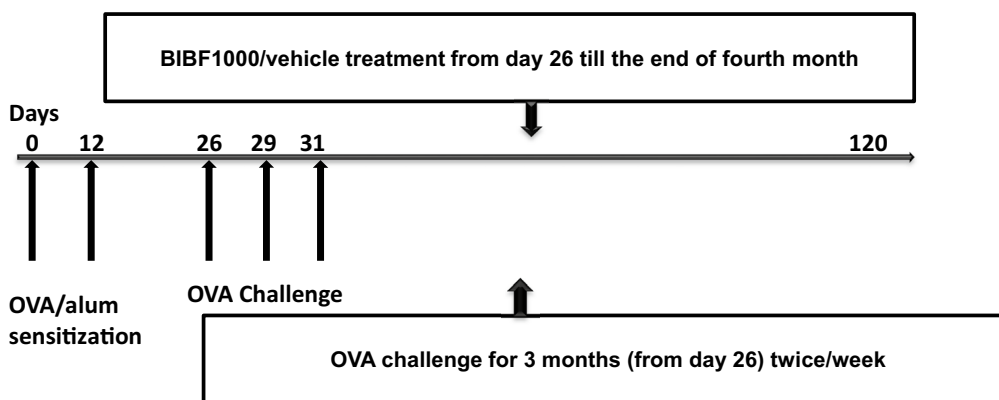 BIBF1000/vehicle treatment from day 26 till the end of fourth month
Days
0 12 26 29 31 120
OVA/alum
sensitization
OVA Challenge
OVA challenge for 3 months (from day 26) twice/week